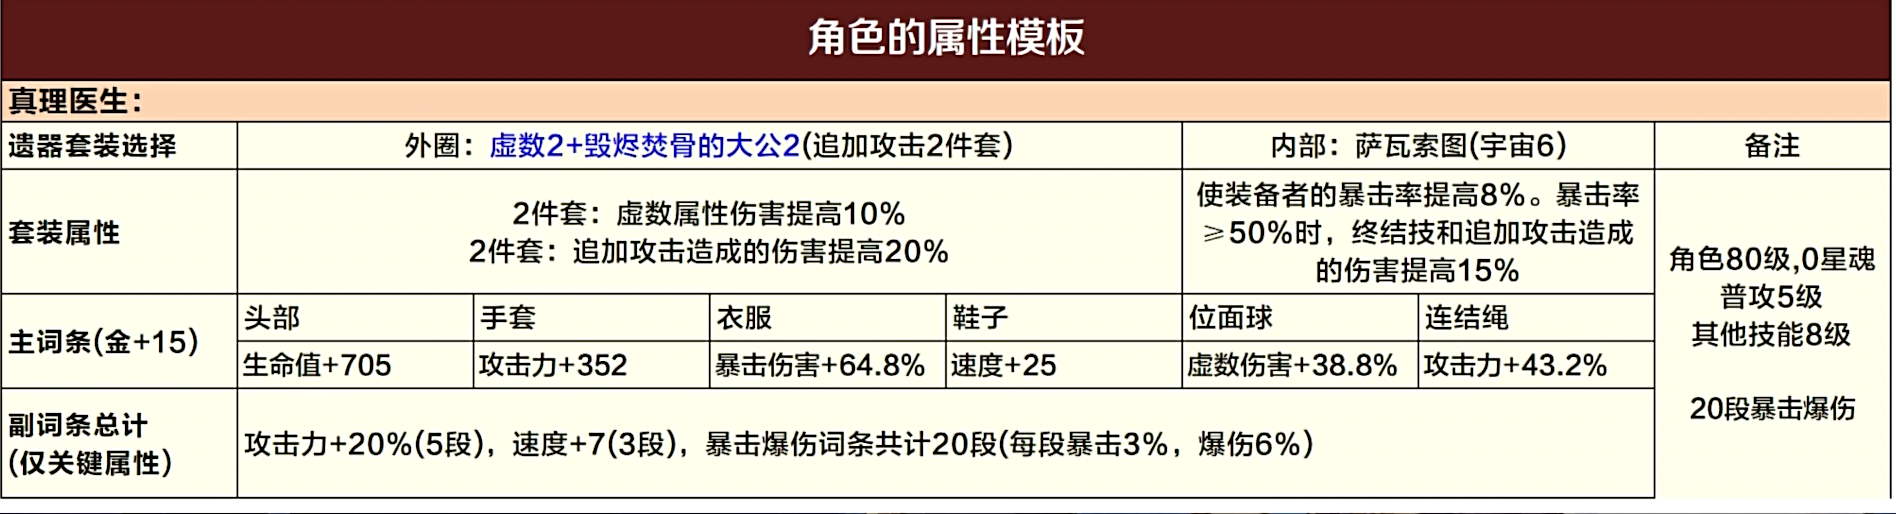 角色的属性模板
真理医生：
遗器套装选择
外圈：虚数2+毁烬焚骨的大公2(追加攻击2件套)
内部：萨瓦索图(宇宙6)
备注
套装属性
2件套：虚数属性伤害提高10%
2件套：追加攻击造成的伤害提高20%
使装备者的暴击率提高8%。暴击率
≥50%时，终结技和追加攻击造成
的伤害提高15%
角色80级,0星魂
普攻5级
其他技能8级
20段暴击爆伤
主词条(金+15)
头部
手套
衣服
鞋子
位面球
连结绳
生命值+705
攻击力+352
暴击伤害+64.8%
速度+25
虚数伤害+38.8%
攻击力+43.2%
副词条总计
(仅关键属性)
攻击力+20%(5段)，速度+7(3段)，暴击爆伤词条共计20段(每段暴击3%，爆伤6%)